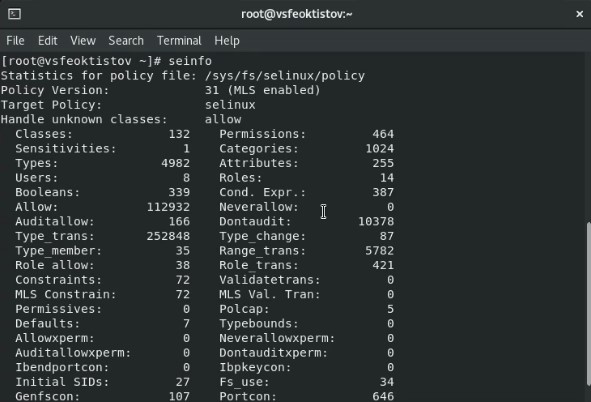 root@vsfeoktistov:~
File Edit View Search Terminal Help
[root@vsfeoktistov ~]# seinfo
Statistics for policy file: /sys/fs/selinux/policy
Policy Version: 31 (MLS enabled)
Target Policy: selinux
Handle unknown classes: allow
Classes: 132 Permissions: 464
Sensitivities: 1 Categories: 1024
Types: 4982 Attributes: 255
Users: 8 Roles: 14
Booleans: 339 Cond. Expr.: 387
Allow: 112932 Neverallow: 0
Auditallow: 166 Dontaudit: 10378
Type_trans: 252848 Type_change: 87
Type_member: 35 Range_trans: 5782
Role allow: 38 Role_trans: 421
Constraints: 72 Validatetrans: 0
MLS Constrain: 72 MLS Val. Tran: 0
Permissives: 0 Polcap: 5
Defaults: 7 Typebounds: 0
Allowxperm: 0 Neverallowxperm: 0
Auditallowxperm: 0 Dontauditxperm: 0
Ibendportcon: 0 Ibpkeycon: 0
Initial SIDs: 27 Fs_use: 34
Genfscon: 107 Portcon: 646